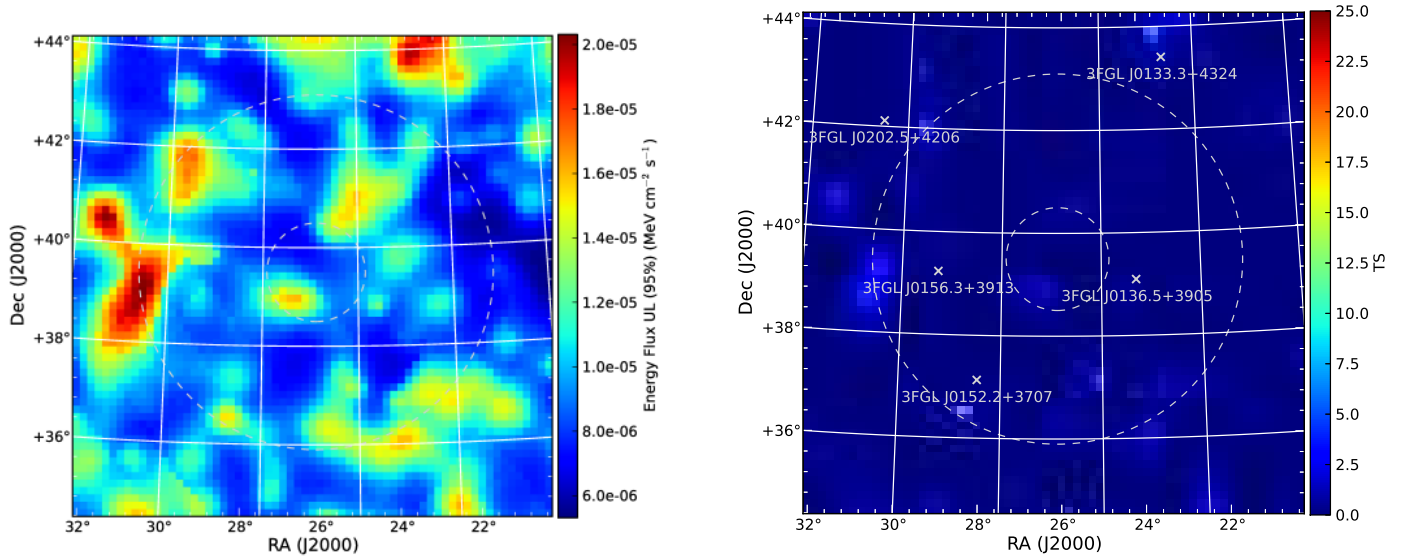 +44°
+42°
+40°
+38°
+36°
Dec (J2000)
32°
30°
28°
26°
24°
22°
RA (J2000)
2.0e-05
1.8e-05
1.6e-05
1.4e-05
1.2e-05
1.0e-05
8.0e-06
6.0e-06
Energy Flux UL (95%) (MeV cm⁻² s⁻¹)
+44°
+42°
+40°
+38°
+36°
Dec (J2000)
3FGL J0133.3+4324
3FGL J0202.5+4206
3FGL J0156.3+3913
3FGL J0136.5+3905
3FGL J0152.2+3707
32°
30°
28°
26°
24°
22°
RA (J2000)
25.0
22.5
20.0
17.5
15.0
12.5
10.0
7.5
5.0
2.5
0.0
TS